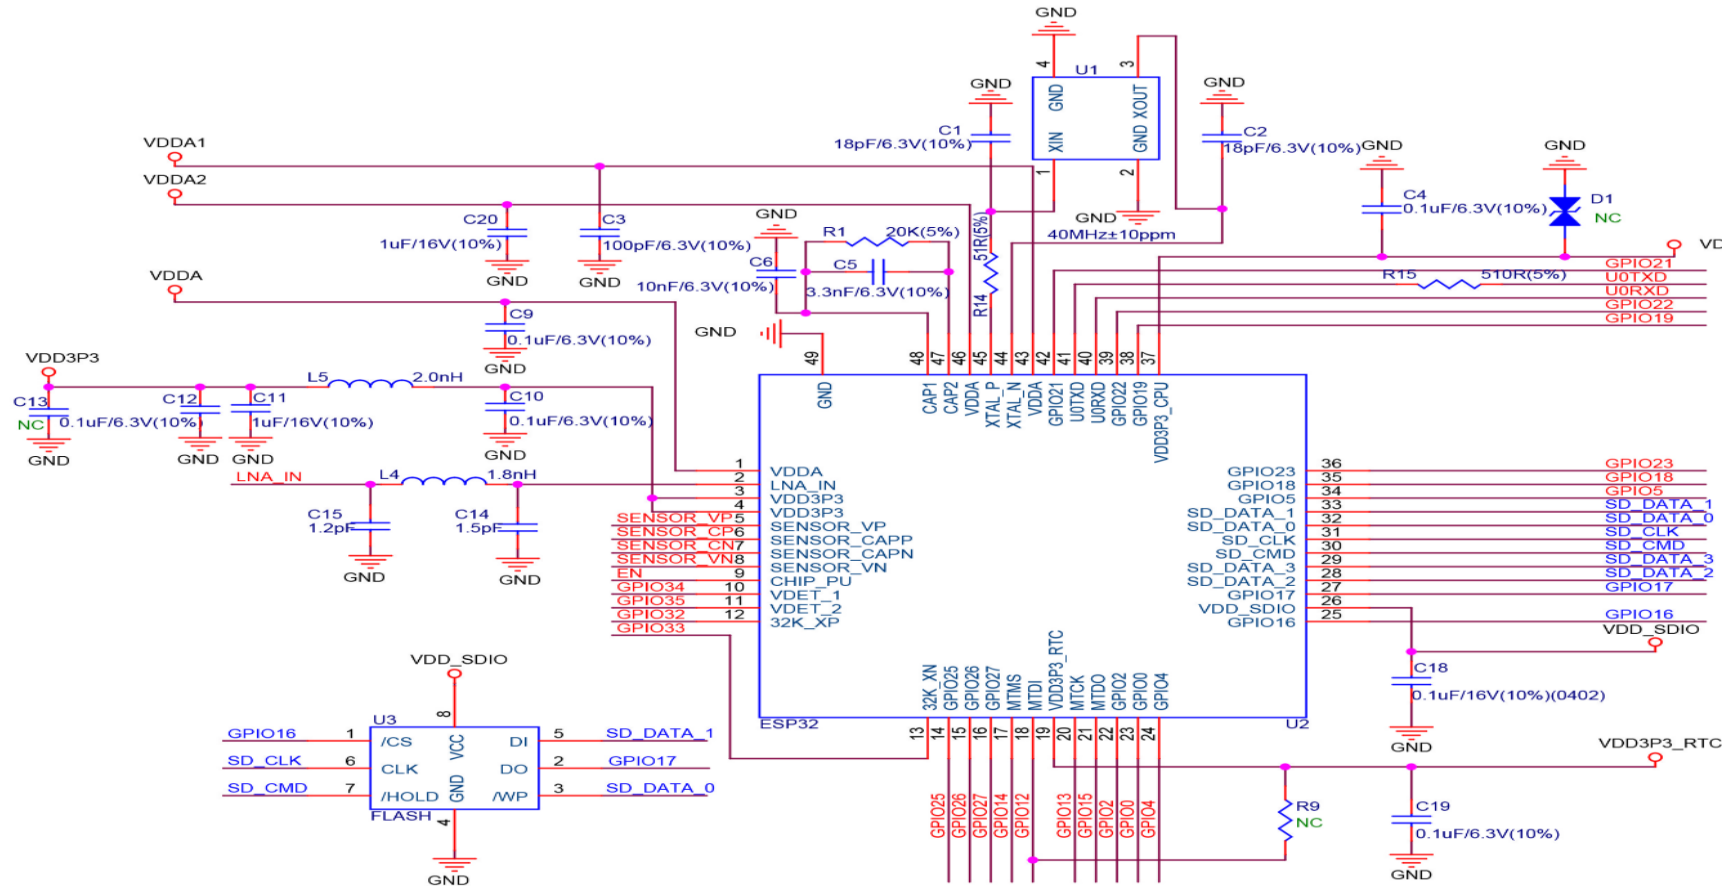 GND
4
3
U1
GND
XOUT
XIN
GND
1
2
GND
40MHz±10ppm
GND
C1
18pF/6.3V(10%)
GND
C2
18pF/6.3V(10%)
GND
C4
0.1uF/6.3V(10%)
GND
D1
NC
VD
VDDA1
VDDA2
C20
1uF/16V(10%)
GND
C3
100pF/6.3V(10%)
GND
GND
C6
10nF/6.3V(10%)
R1
20K(5%)
C5
3.3nF/6.3V(10%)
51R(5%)
R14
R15
510R(5%)
GPIO21
U0TXD
U0RXD
GPIO22
GPIO19
VDDA
C9
0.1uF/6.3V(10%)
GND
GND
VDD3P3
C13
NC
GND
C12
0.1uF/6.3V(10%)
GND
C11
1uF/16V(10%)
GND
L5
2.0nH
C10
0.1uF/6.3V(10%)
GND
LNA_IN
L4
1.8nH
C15
1.2pF
GND
C14
1.5pF
GND
49
48
47
46
45
44
43
42
41
40
39
38
37
GND
CAP1
CAP2
VDDA
XTAL_P
XTAL_N
VDDA
GPIO21
U0TXD
U0RXD
GPIO22
GPIO19
VDD3P3_CPU
1 VDDA
2 LNA_IN
3 VDD3P3
4 VDD3P3
SENSOR_VP 5 SENSOR_VP
SENSOR_CP 6 SENSOR_CAPP
SENSOR_CN 7 SENSOR_CAPN
SENSOR_VN 8 SENSOR_VN
EN 9 CHIP_PU
GPIO34 10 VDET_1
GPIO35 11 VDET_2
GPIO32 12 32K_XP
GPIO33
GPIO23 36 GPIO23
GPIO18 35 GPIO18
GPIO5 34 GPIO5
SD_DATA_1 33 SD_DATA_1
SD_DATA_0 32 SD_DATA_0
SD_CLK 31 SD_CLK
SD_CMD 30 SD_CMD
SD_DATA_3 29 SD_DATA_3
SD_DATA_2 28 SD_DATA_2
GPIO17 27 GPIO17
VDD_SDIO 26
GPIO16 25 GPIO16
VDD_SDIO
C18
0.1uF/16V(10%)(0402)
GND
32K_XN
GPIO25
GPIO26
GPIO27
MTMS
MTDI
VDD3P3_RTC
MTCK
MTDO
GPIO2
GPIO0
GPIO4
ESP32
U2
13
14
15
16
17
18
19
20
21
22
23
24
GPIO25
GPIO26
GPIO27
GPIO14
GPIO12
GPIO13
GPIO15
GPIO2
GPIO0
GPIO4
VDD3P3_RTC
R9
NC
C19
0.1uF/6.3V(10%)
GND
VDD_SDIO
8
U3
VCC
GPIO16 1 /CS DI 5 SD_DATA_1
SD_CLK 6 CLK DO 2 GPIO17
SD_CMD 7 /HOLD /WP 3 SD_DATA_0
GND
FLASH
4
GND